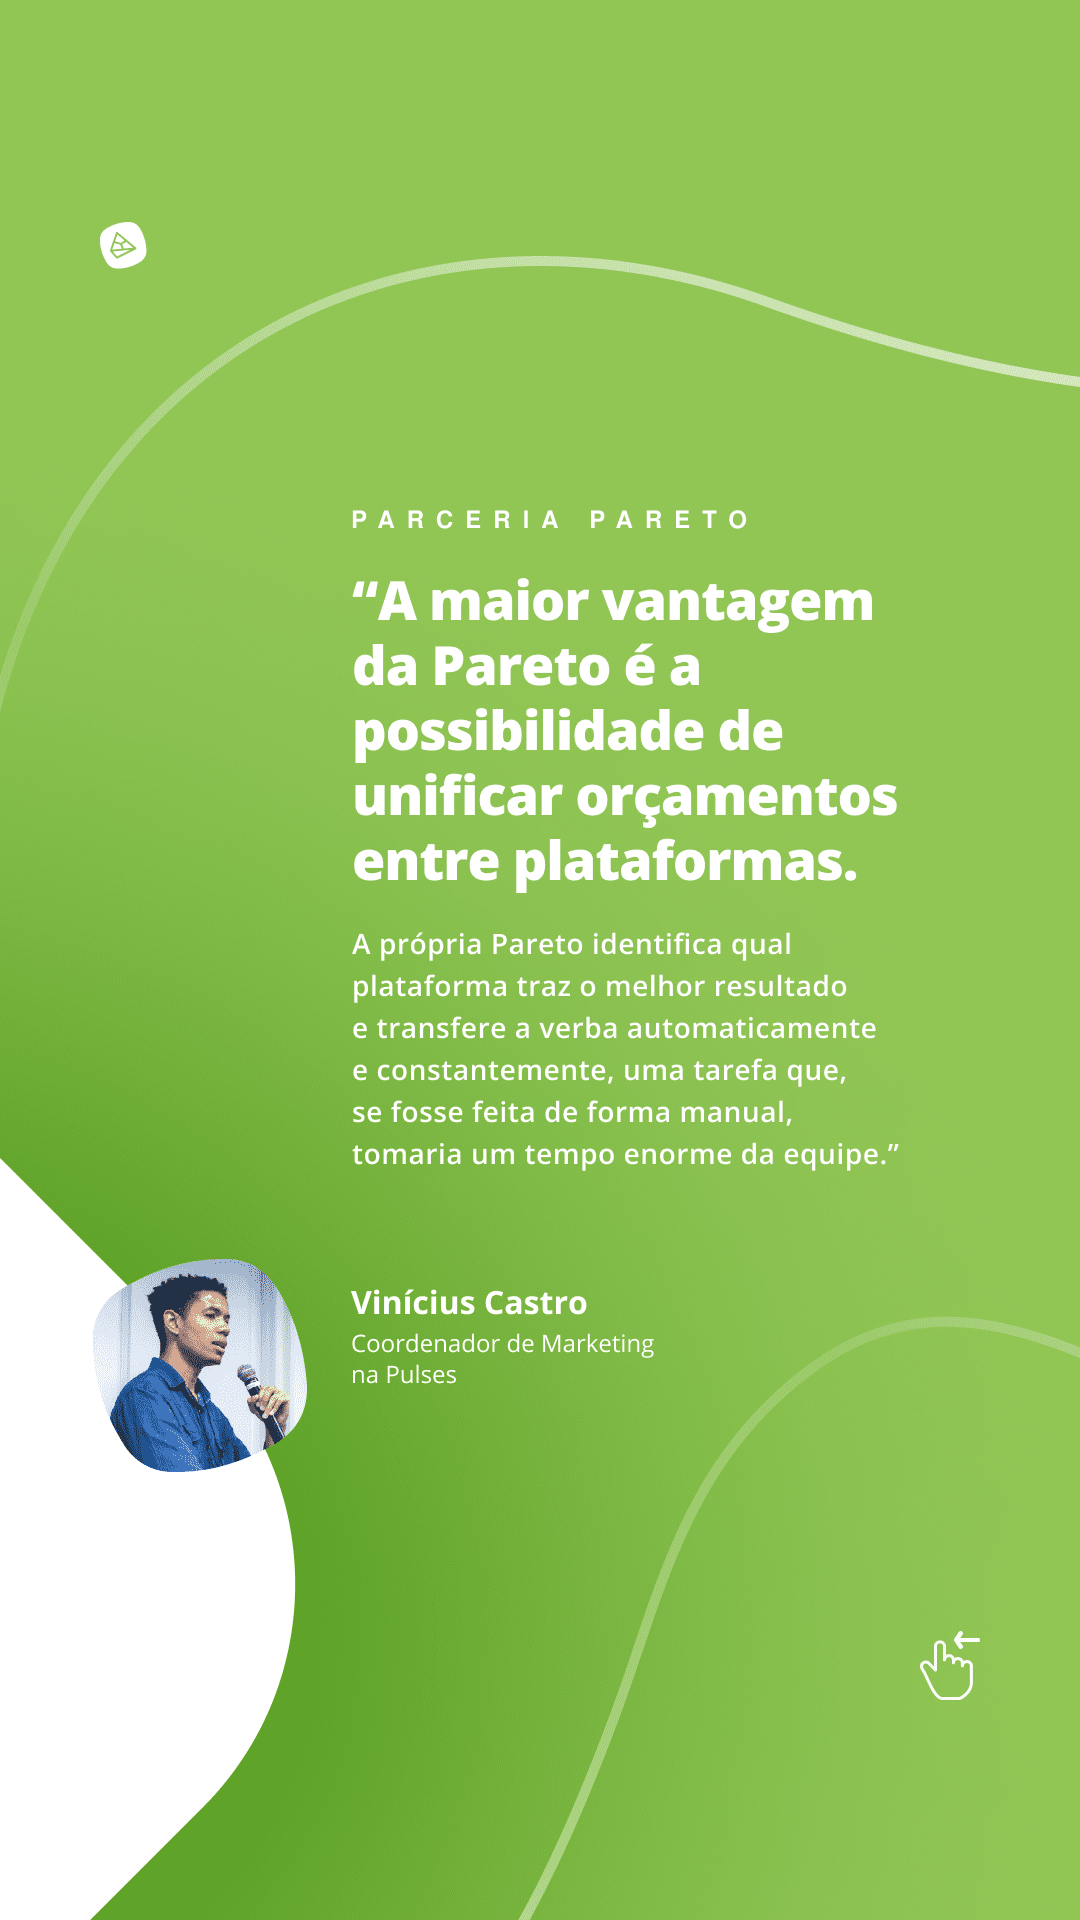 PARCERIA PARETO
“A maior vantagem
da Pareto é a
possibilidade de
unificar orçamentos
entre plataformas.
A própria Pareto identifica qual
plataforma traz o melhor resultado
e transfere a verba automaticamente
e constantemente, uma tarefa que,
se fosse feita de forma manual,
tomaria um tempo enorme da equipe.”
Vinícius Castro
Coordenador de Marketing
na Pulses